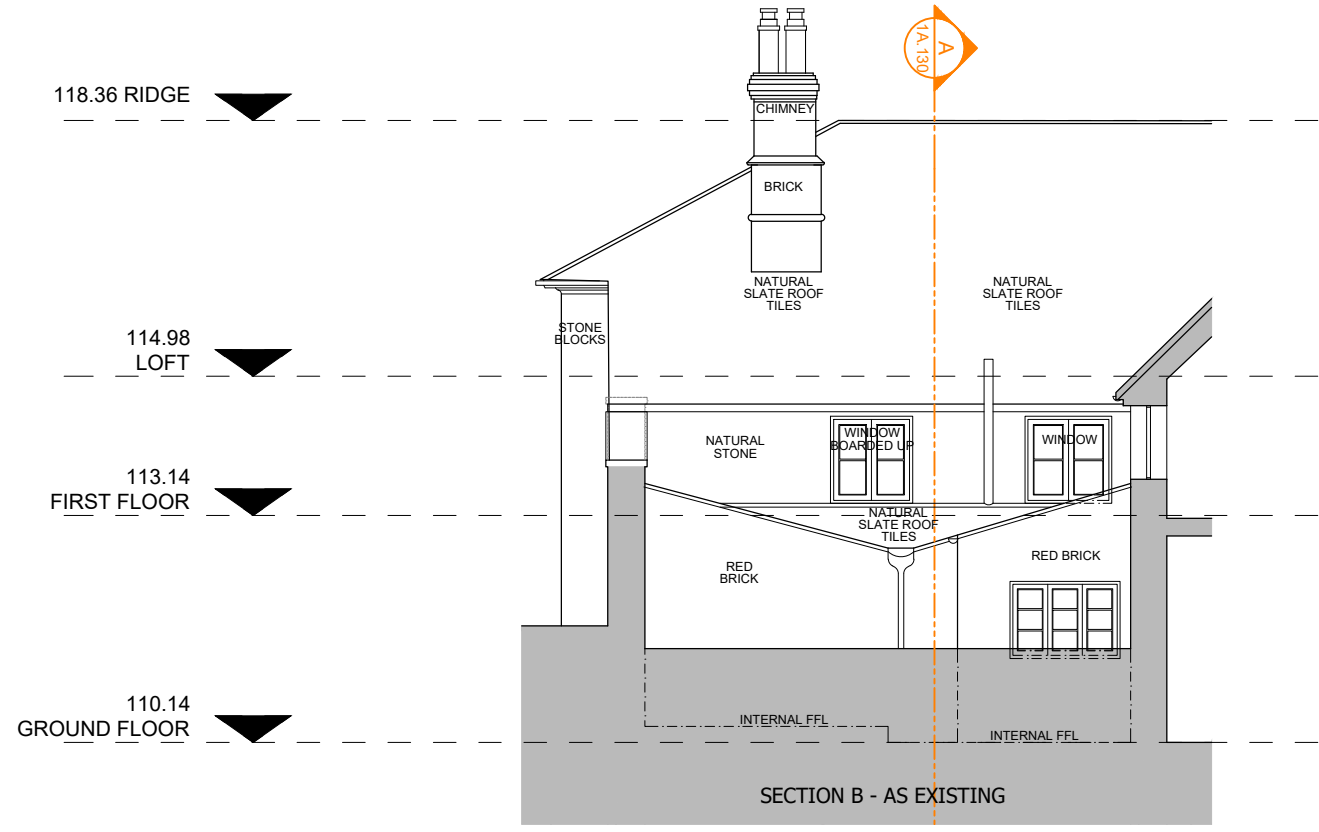 A
1A.130
118.36 RIDGE
CHIMNEY
BRICK
NATURAL
SLATE ROOF
TILES
NATURAL
SLATE ROOF
TILES
STONE
BLOCKS
114.98
LOFT
NATURAL
STONE
WINDOW
BOARDED UP
WINDOW
113.14
FIRST FLOOR
NATURAL
SLATE ROOF
TILES
RED
BRICK
RED BRICK
110.14
GROUND FLOOR
INTERNAL FFL
INTERNAL FFL
SECTION B - AS EXISTING